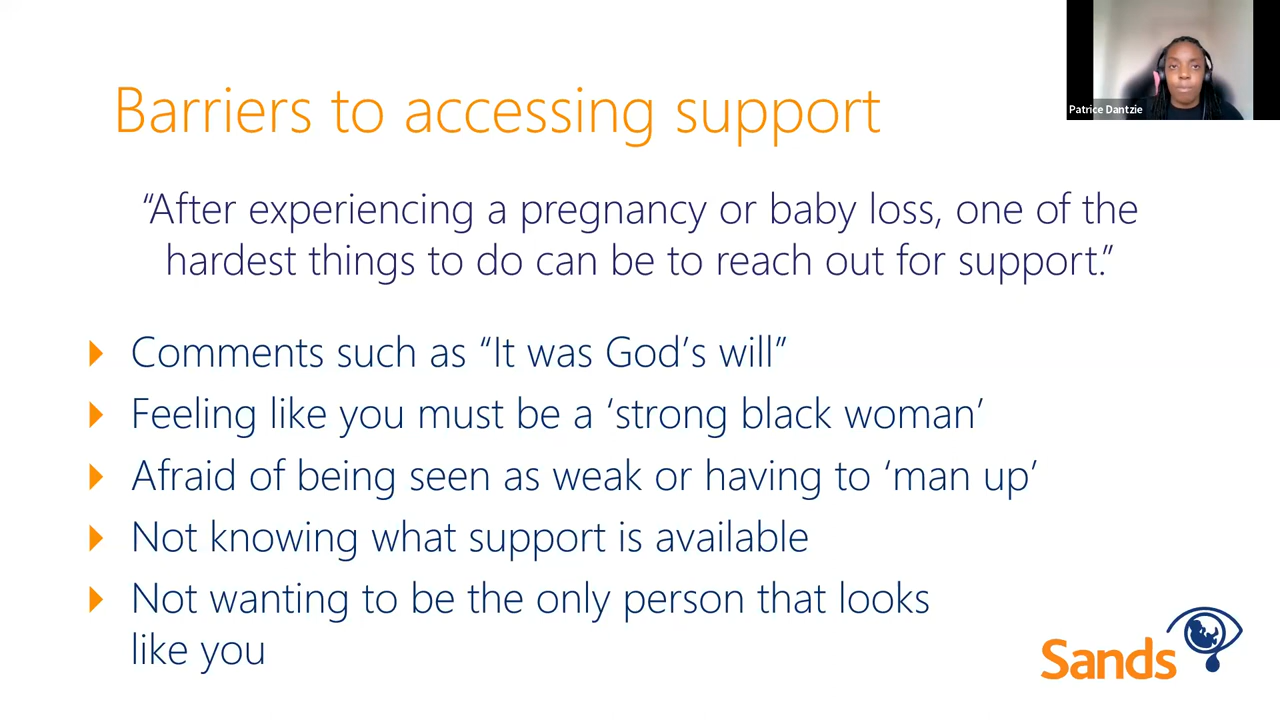 Patrice Dantzie
Barriers to accessing support
“After experiencing a pregnancy or baby loss, one of the
hardest things to do can be to reach out for support.”
Comments such as “It was God’s will”
Feeling like you must be a ‘strong black woman’
Afraid of being seen as weak or having to ‘man up’
Not knowing what support is available
Not wanting to be the only person that looks
like you
Sands